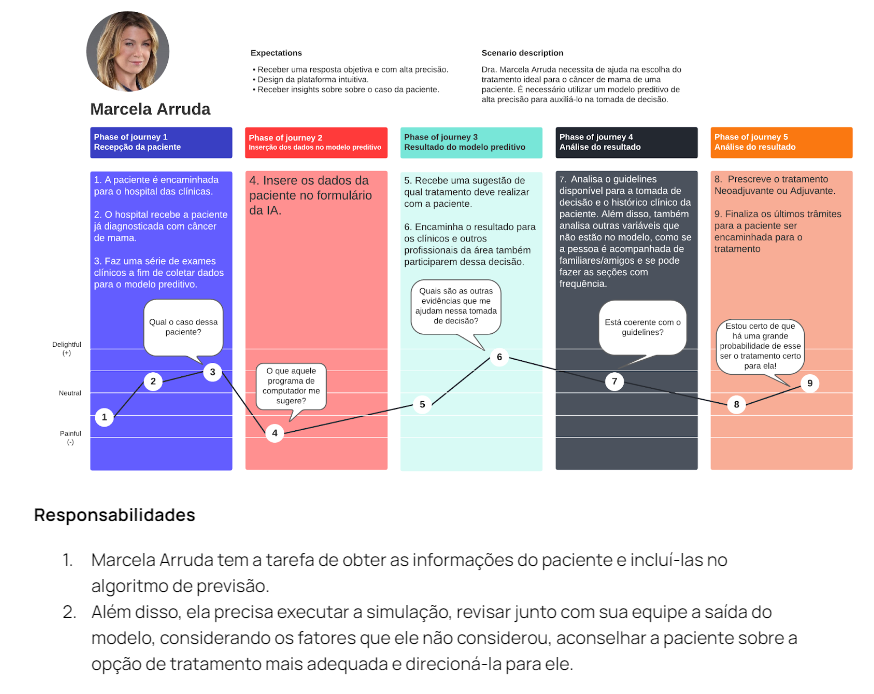 Marcela Arruda
Expectations
• Receber uma resposta objetiva e com alta precisão.
• Design da plataforma intuitiva.
• Receber insights sobre sobre o caso da paciente.
Scenario description
Dra. Marcela Arruda necessita de ajuda na escolha do
tratamento ideal para o câncer de mama de uma
paciente. É necessário utilizar um modelo preditivo de
alta precisão para auxiliá-lo na tomada de decisão.
Phase of journey 1
Recepção da paciente
1. A paciente é encaminhada
para o hospital das clínicas.
2. O hospital recebe a paciente
já diagnosticada com câncer
de mama.
3. Faz uma série de exames
clínicos a fim de coletar dados
para o modelo preditivo.
Phase of journey 2
Inserção dos dados no modelo preditivo
4. Insere os dados da
paciente no formulário
da IA.
Phase of journey 3
Resultado do modelo preditivo
5. Recebe uma sugestão de
qual tratamento deve realizar
com a paciente.
6. Encaminha o resultado para
os clínicos e outros
profissionais da área também
participarem dessa decisão.
Phase of journey 4
Análise do resultado
7. Analisa o guidelines
disponível para a tomada de
decisão e o histórico clínico da
paciente. Além disso, também
analisa outras variáveis que
não estão no modelo, como se
a pessoa é acompanhada de
familiares/amigos e se pode
fazer as seções com
frequência.
Phase of journey 5
Análise do resultado
8. Prescreve o tratamento
Neoadjuvante ou Adjuvante.
9. Finaliza os últimos trâmites
para a paciente ser
encaminhada para o
tratamento
Delightful
(+)
Neutral
Painful
(-)
Qual o caso dessa
paciente?
O que aquele
programa de
computador me
sugere?
Quais são as outras
evidências que me
ajudam nessa tomada
de decisão?
Está coerente com o
guidelines?
Estou certo de que
há uma grande
probabilidade de esse
ser o tratamento certo
para ela!
1
2
3
4
5
6
7
8
9
Responsabilidades
1. Marcela Arruda tem a tarefa de obter as informações do paciente e incluí-las no
algoritmo de previsão.
2. Além disso, ela precisa executar a simulação, revisar junto com sua equipe a saída do
modelo, considerando os fatores que ele não considerou, aconselhar a paciente sobre a
opção de tratamento mais adequada e direcioná-la para ele.